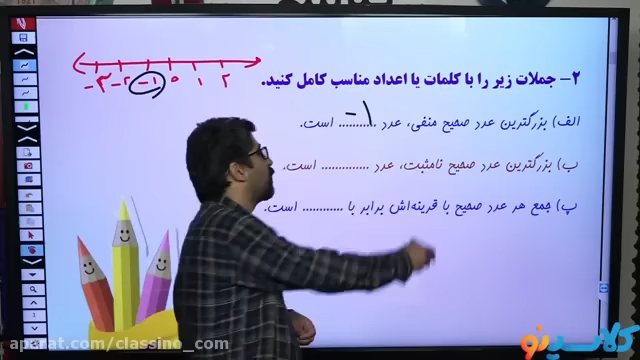 ۲- جملات زیر را با کلمات یا اعداد مناسب کامل کنید.
-۳ -۲ -۱ ۰ ۱ ۲
الف) بزرگترین عدد صحیح منفی، عدد ...-۱... است.
ب) بزرگترین عدد صحیح نامثبت، عدد .............. است.
پ) جمع هر عدد صحیح با قرینه‌اش برابر با ............ است.
aparat.com/classino_com
کلاسینو